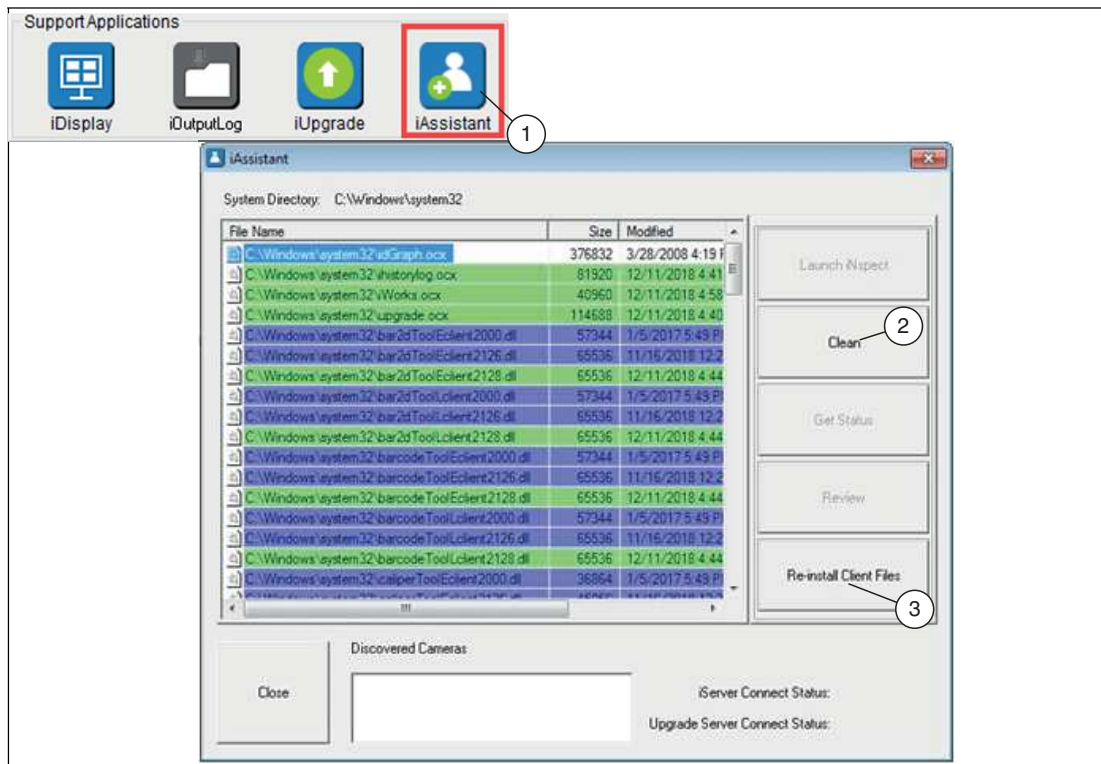 Support Applications
iDisplay iOutputLog iUpgrade iAssistant
1
iAssistant
System Directory: C:\Windows\system32
File Name Size Modified
C:\Windows\system32\idGraph.ocx 376832 3/28/2008 4:19 P
C:\Windows\system32\ihistorylog.ocx 81920 12/11/2018 4:41
C:\Windows\system32\iWorks.ocx 40960 12/11/2018 4:58
C:\Windows\system32\upgrade.ocx 114688 12/11/2018 4:40
C:\Windows\system32\bar2dToolEclient2000.dll 57344 1/5/2017 5:49 P
C:\Windows\system32\bar2dToolEclient2126.dll 65536 11/16/2018 12:2
C:\Windows\system32\bar2dToolEclient2128.dll 65536 12/11/2018 4:44
C:\Windows\system32\bar2dToolLclient2000.dll 57344 1/5/2017 5:49 P
C:\Windows\system32\bar2dToolLclient2126.dll 65536 11/16/2018 12:2
C:\Windows\system32\bar2dToolLclient2128.dll 65536 12/11/2018 4:44
C:\Windows\system32\barcodeToolEclient2000.dll 57344 1/5/2017 5:49 P
C:\Windows\system32\barcodeToolEclient2126.dll 65536 11/16/2018 12:2
C:\Windows\system32\barcodeToolEclient2128.dll 65536 12/11/2018 4:44
C:\Windows\system32\barcodeToolLclient2000.dll 57344 1/5/2017 5:49 P
C:\Windows\system32\barcodeToolLclient2126.dll 65536 11/16/2018 12:2
C:\Windows\system32\barcodeToolLclient2128.dll 65536 12/11/2018 4:44
C:\Windows\system32\caliperToolEclient2000.dll 36864 1/5/2017 5:49 P
Launch iNspect
2
Clean
Get Status
Review
Re-install Client Files
3
Discovered Cameras
Close
iServer Connect Status:
Upgrade Server Connect Status: